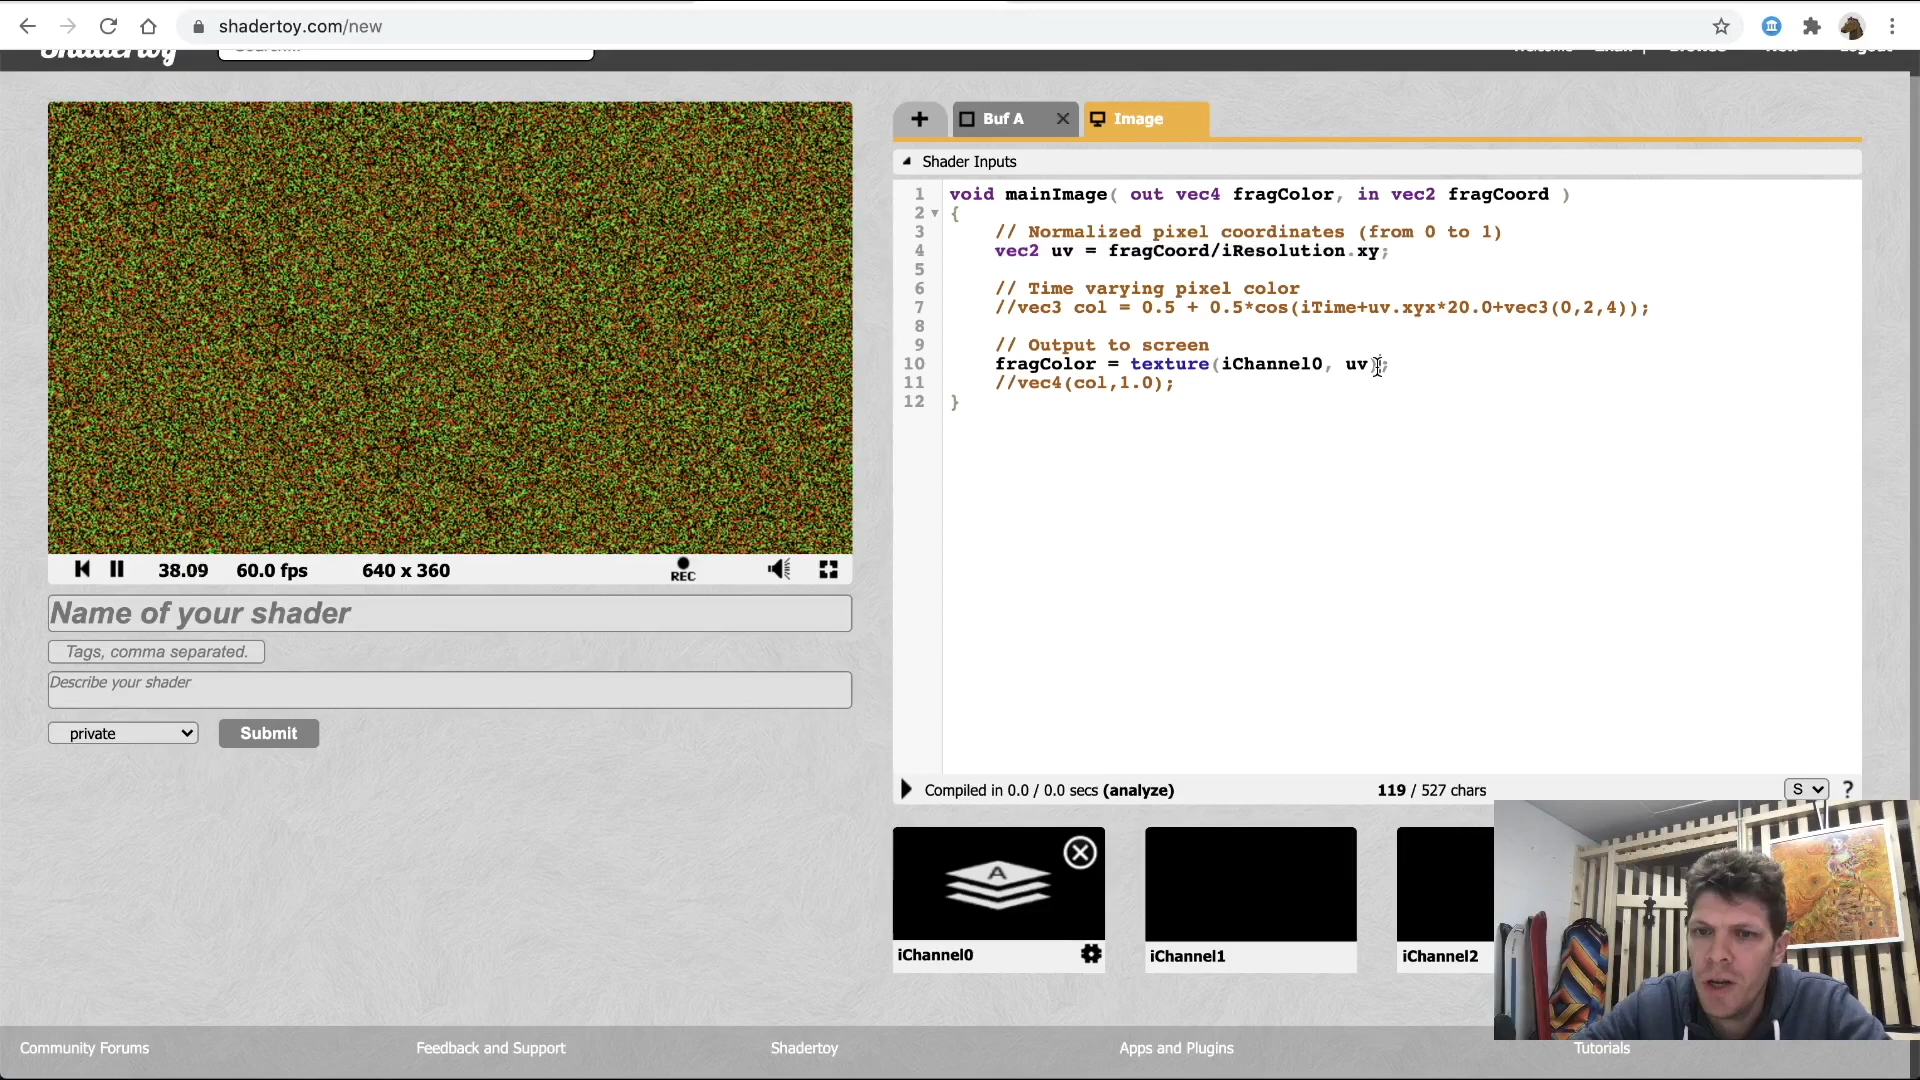 shadertoy.com/new
Shadertoy
Search...
Welcome
Browse
New
Logout
Buf A
Image
Shader Inputs
1 void mainImage( out vec4 fragColor, in vec2 fragCoord )
2 {
3 // Normalized pixel coordinates (from 0 to 1)
4 vec2 uv = fragCoord/iResolution.xy;
5
6 // Time varying pixel color
7 //vec3 col = 0.5 + 0.5*cos(iTime+uv.xyx*20.0+vec3(0,2,4));
8
9 // Output to screen
10 fragColor = texture(iChannel0, uv);
11 //vec4(col,1.0);
12 }
38.09 60.0 fps 640 x 360 REC
Name of your shader
Tags, comma separated.
Describe your shader
private Submit
Compiled in 0.0 / 0.0 secs (analyze) 119 / 527 chars S ?
A
iChannel0 iChannel1 iChannel2
Community Forums Feedback and Support Shadertoy Apps and Plugins Tutorials